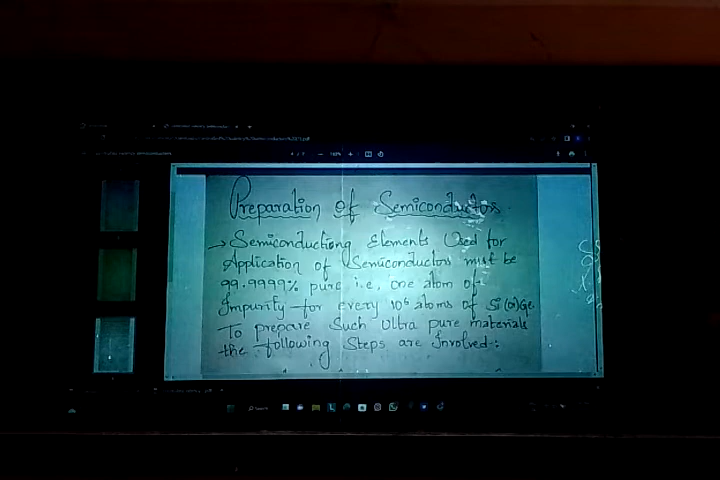 Preparation of Semiconductors
→ Semiconducting Elements Used for
Application of Semiconductors must be
99.9999% pure i.e, one atom of
Impurity for every 10⁶ atoms of Si (or) Ge.
To prepare Such Ultra pure materials
the following Steps are Involved: